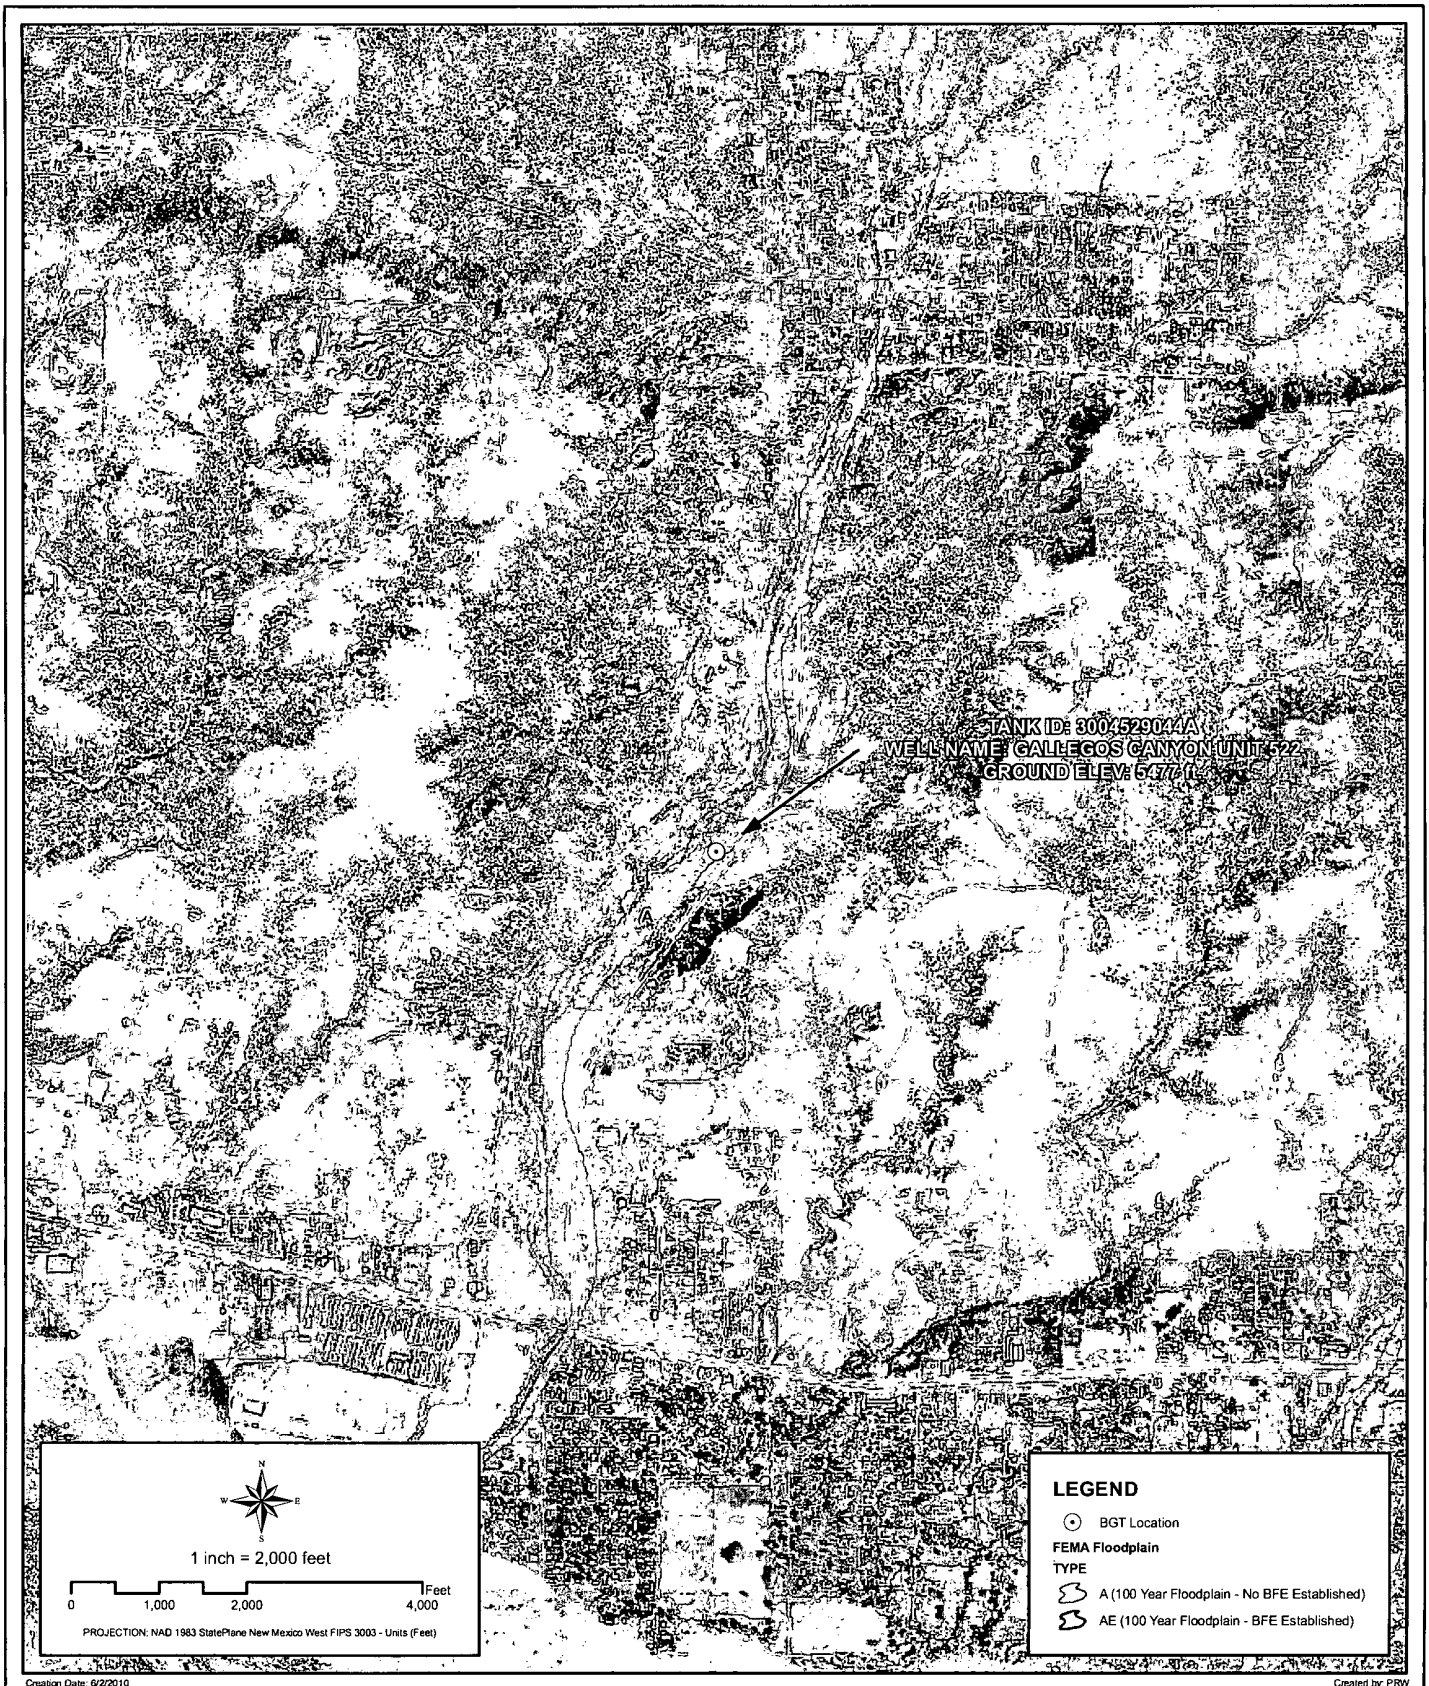 TANK ID: 3004529044A
WELL NAME: GALLEGOS CANYON UNIT 522
GROUND ELEV: 5477 ft.
A
N
W E
S
1 inch = 2,000 feet
Feet
0 1,000 2,000 4,000
PROJECTION: NAD 1983 StatePlane New Mexico West FIPS 3003 - Units (Feet)
LEGEND
BGT Location
FEMA Floodplain
TYPE
A (100 Year Floodplain - No BFE Established)
AE (100 Year Floodplain - BFE Established)
Creation Date: 6/2/2010
Created by: PRW